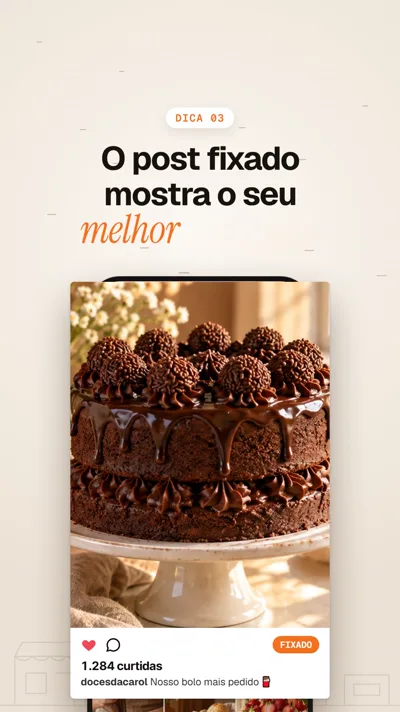 DICA 03
O post fixado
mostra o seu
melhor
FIXADO
1.284 curtidas
docesdacarol Nosso bolo mais pedido